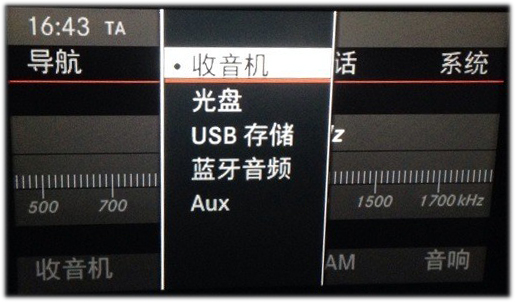 16:43 TA
导航
• 收音机
话
系统
光盘
USB 存储
Hz
蓝牙音频
500 700
1500 1700 kHz
Aux
收音机
AM
音响